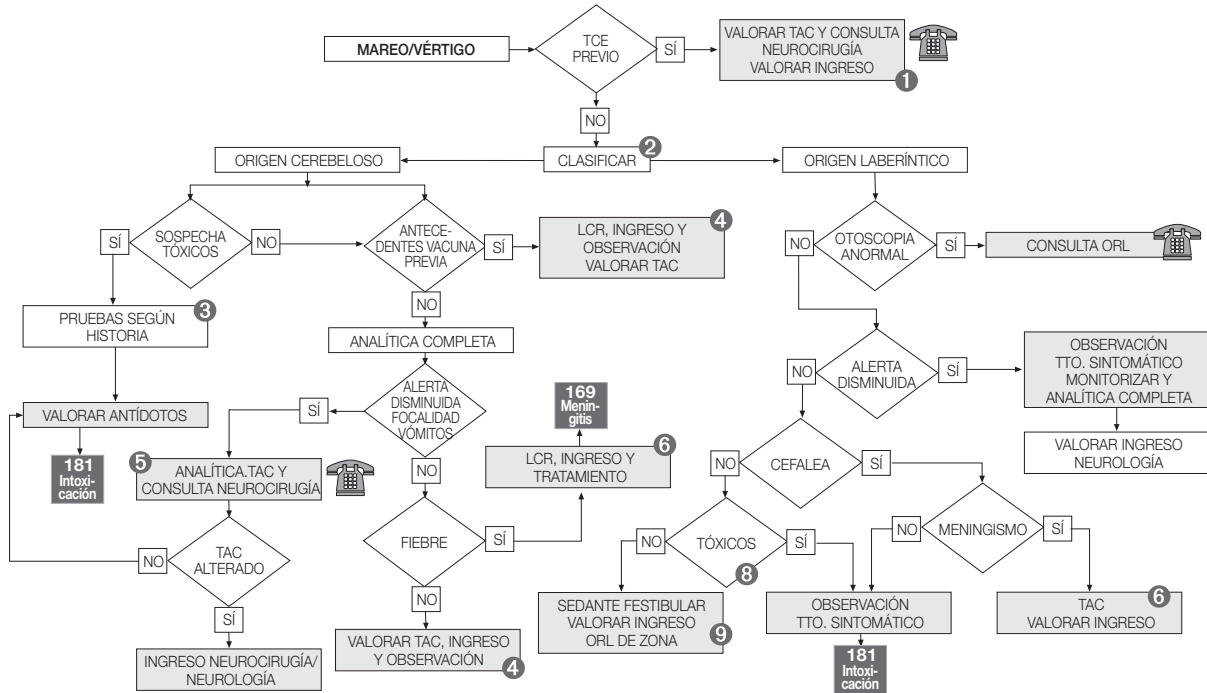 MAREO/VÉRTIGO
TCE
PREVIO
SÍ
VALORAR TAC Y CONSULTA
NEUROCIRUGÍA
VALORAR INGRESO
1
NO
ORIGEN CEREBELOSO
CLASIFICAR
2
ORIGEN LABERÍNTICO
SÍ
SOSPECHA
TÓXICOS
NO
ANTECE-
DENTES VACUNA
PREVIA
SÍ
LCR, INGRESO Y
OBSERVACIÓN
VALORAR TAC
4
NO
OTOSCOPIA
ANORMAL
SÍ
CONSULTA ORL
PRUEBAS SEGÚN
HISTORIA
3
NO
ANALÍTICA COMPLETA
NO
ALERTA
DISMINUIDA
SÍ
OBSERVACIÓN
TTO. SINTOMÁTICO
MONITORIZAR Y
ANALÍTICA COMPLETA
VALORAR INGRESO
NEUROLOGÍA
VALORAR ANTÍDOTOS
181
Intoxi-
cación
SÍ
ALERTA
DISMINUIDA
FOCALIDAD
VÓMITOS
169
Menin-
gitis
5
ANALÍTICA.TAC Y
CONSULTA NEUROCIRUGÍA
NO
LCR, INGRESO Y
TRATAMIENTO
6
NO
CEFALEA
SÍ
NO
TAC
ALTERADO
FIEBRE
SÍ
NO
TÓXICOS
8
SÍ
NO
MENINGISMO
SÍ
SÍ
NO
INGRESO NEUROCIRUGÍA/
NEUROLOGÍA
VALORAR TAC, INGRESO
Y OBSERVACIÓN
4
SEDANTE FESTIBULAR
VALORAR INGRESO
ORL DE ZONA
9
OBSERVACIÓN
TTO. SINTOMÁTICO
181
Intoxi-
cación
TAC
VALORAR INGRESO
6